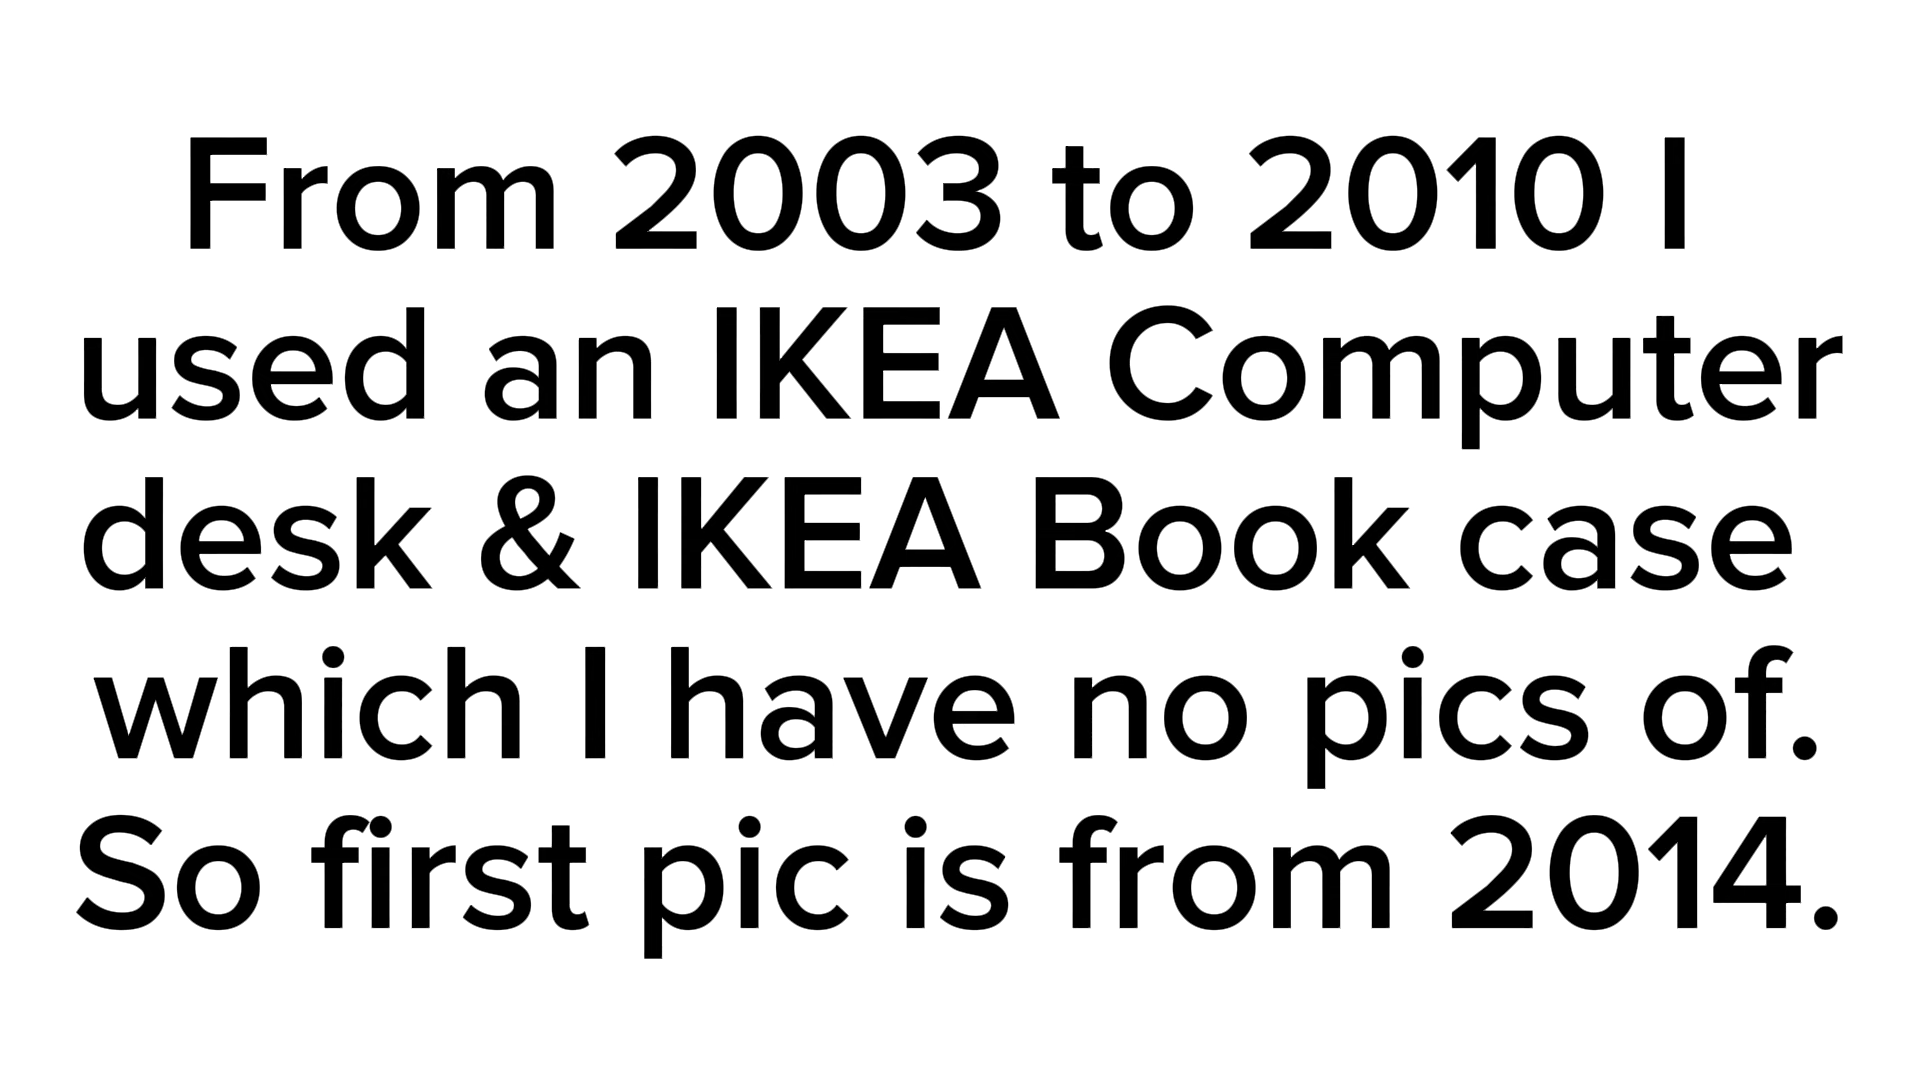 From 2003 to 2010 I
used an IKEA Computer
desk & IKEA Book case
which I have no pics of.
So first pic is from 2014.